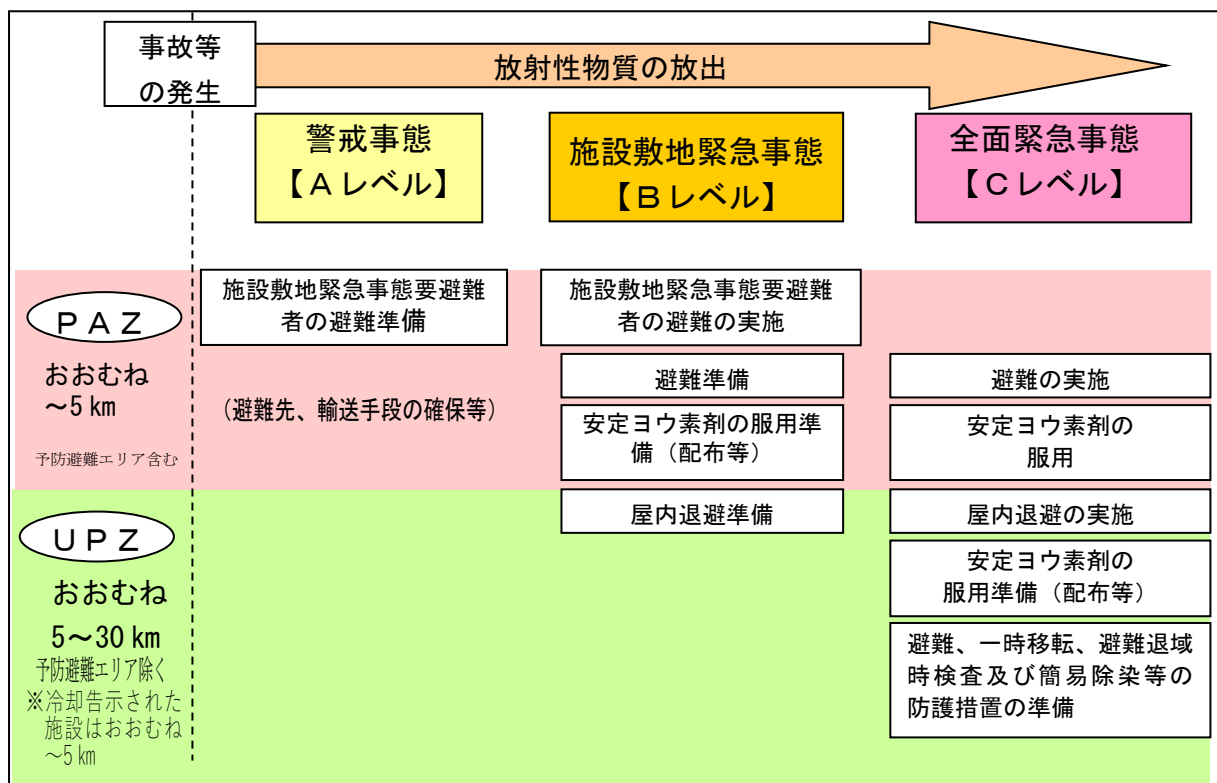 事故等
の発生
放射性物質の放出
警戒事態
【Ａレベル】
施設敷地緊急事態
【Ｂレベル】
全面緊急事態
【Ｃレベル】
ＰＡＺ
おおむね
～5 km
予防避難エリア含む
施設敷地緊急事態要避難
者の避難準備
（避難先、輸送手段の確保等）
施設敷地緊急事態要避難
者の避難の実施
避難準備
安定ヨウ素剤の服用準
備（配布等）
避難の実施
安定ヨウ素剤の
服用
ＵＰＺ
おおむね
5～30 km
予防避難エリア除く
※冷却告示された
施設はおおむね
～5 km
屋内退避準備
屋内退避の実施
安定ヨウ素剤の
服用準備（配布等）
避難、一時移転、避難退域
時検査及び簡易除染等の
防護措置の準備